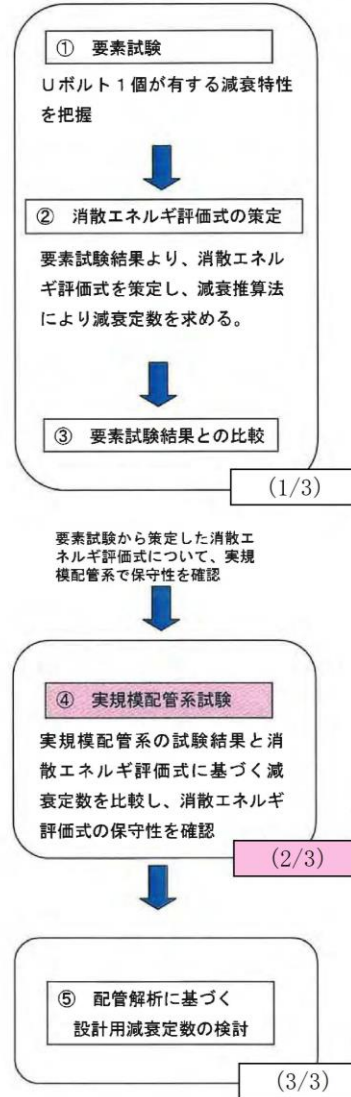 ① 要素試験
Uボルト1個が有する減衰特性
を把握
② 消散エネルギ評価式の策定
要素試験結果より、消散エネル
ギ評価式を策定し、減衰推算法
により減衰定数を求める。
③ 要素試験結果との比較
(1/3)
要素試験から策定した消散エ
ネルギ評価式について、実規
模配管系で保守性を確認
④ 実規模配管系試験
実規模配管系の試験結果と消
散エネルギ評価式に基づく減
衰定数を比較し、消散エネルギ
評価式の保守性を確認
(2/3)
⑤ 配管解析に基づく
設計用減衰定数の検討
(3/3)